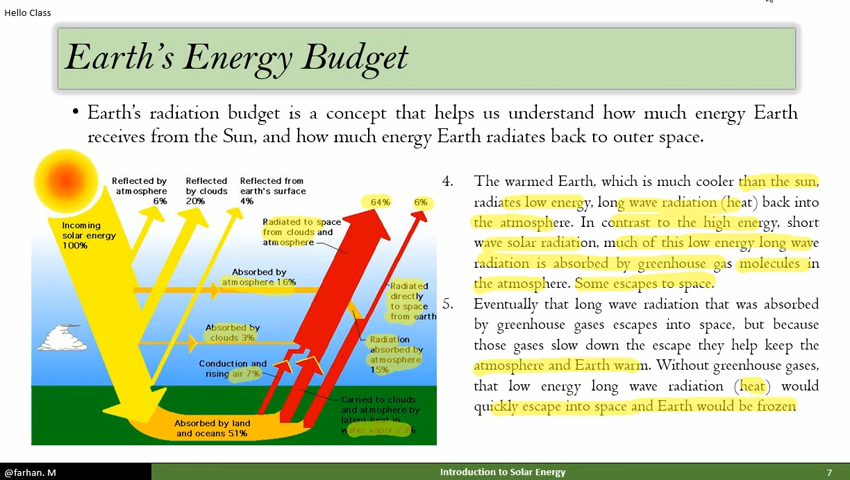 Hello Class
Earth's Energy Budget
• Earth's radiation budget is a concept that helps us understand how much energy Earth
receives from the Sun, and how much energy Earth radiates back to outer space.
Reflected by
atmosphere
6%
Reflected
by clouds
20%
Reflected from
earth's surface
4%
64%
6%
Incoming
solar energy
100%
Radiated to space
from clouds and
atmosphere
Absorbed by
atmosphere 16%
Radiated
directly
to space
from earth
Absorbed by
clouds 3%
Radiation
absorbed by
atmosphere
15%
Conduction and
rising air 7%
Carried to clouds
and atmophere by
latent heat in
water vapor 23%
Absorbed by land
and oceans 51%
4. The warmed Earth, which is much cooler than the sun,
radiates low energy, long wave radiation (heat) back into
the atmosphere. In contrast to the high energy, short
wave solar radiation, much of this low energy long wave
radiation is absorbed by greenhouse gas molecules in
the atmosphere. Some escapes to space.
5. Eventually that long wave radiation that was absorbed
by greenhouse gases escapes into space, but because
those gases slow down the escape they help keep the
atmosphere and Earth warm. Without greenhouse gases,
that low energy long wave radiation (heat) would
quickly escape into space and Earth would be frozen
@farhan. M
Introduction to Solar Energy
7